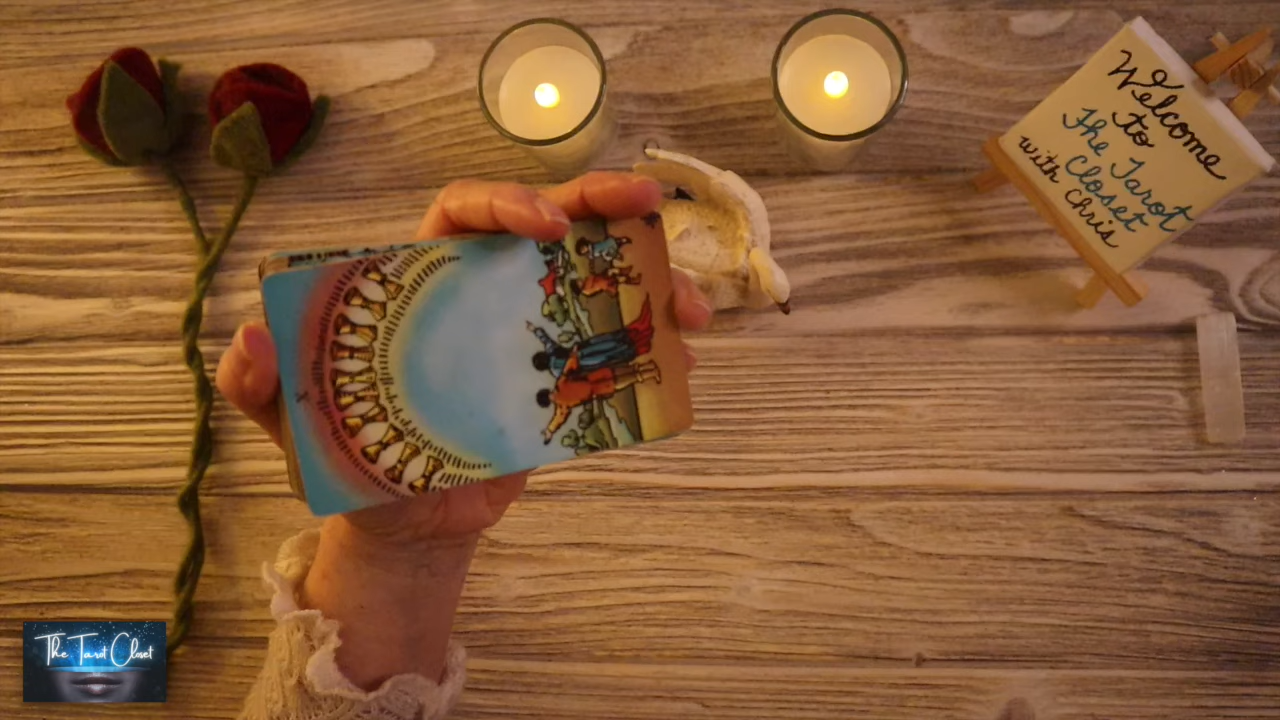 Welcome
to
The Tarot
Closet
with Chris
X
The Tarot Closet